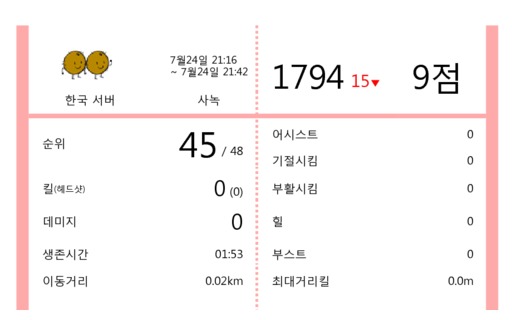 7월24일 21:16
~ 7월24일 21:42
한국 서버
사녹
1794 15▼
9점
순위
45 / 48
킬(헤드샷)
0 (0)
데미지
0
생존시간
01:53
이동거리
0.02km
어시스트
0
기절시킴
0
부활시킴
0
힐
0
부스트
0
최대거리킬
0.0m